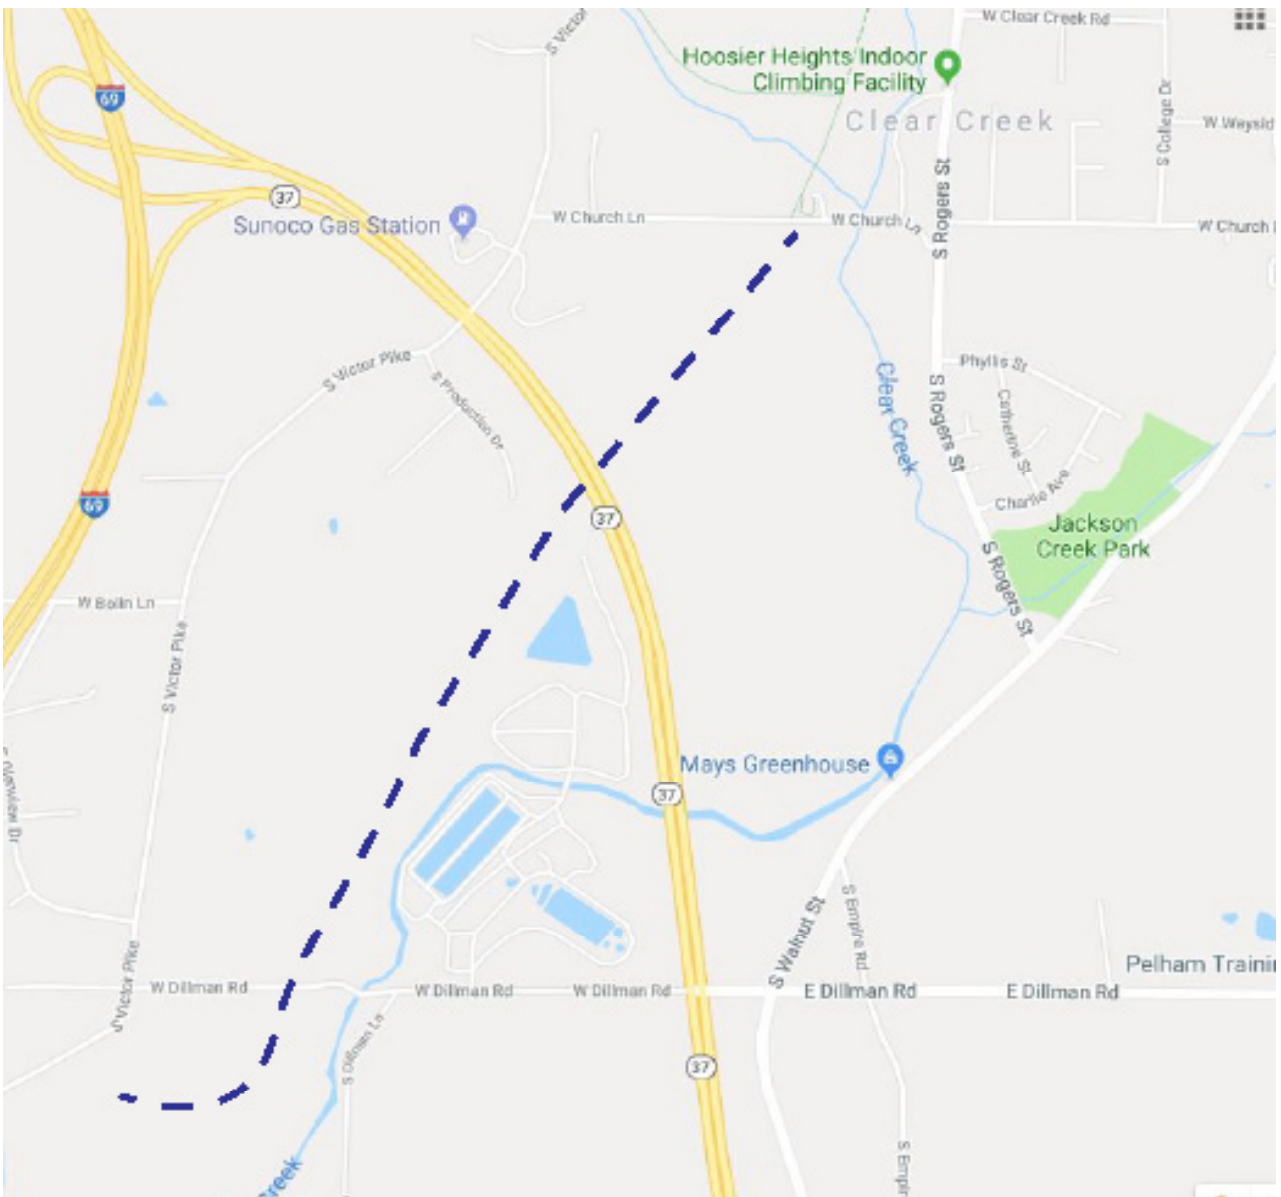 W Clear Creek Rd
S Victor
Hoosier Heights Indoor
Climbing Facility
69
Clear Creek
S College Dr
W Waysid
37
Sunoco Gas Station
W Church Ln
W Church Ln
S Rogers St
W Church
S Victor Pike
S Production Dr
Phyllis St
Clear Creek
S Rogers St
Catherine St
Charlie Ave
69
37
Jackson
Creek Park
S Rogers St
W Bolin Ln
S Victor Pike
Mays Greenhouse
37
S Walnut St
S Empire Rd
S Victor Pike
Pelham Trainin
W Dillman Rd
W Dillman Rd
W Dillman Rd
E Dillman Rd
E Dillman Rd
S Dillman Ln
37
S Empir
Creek